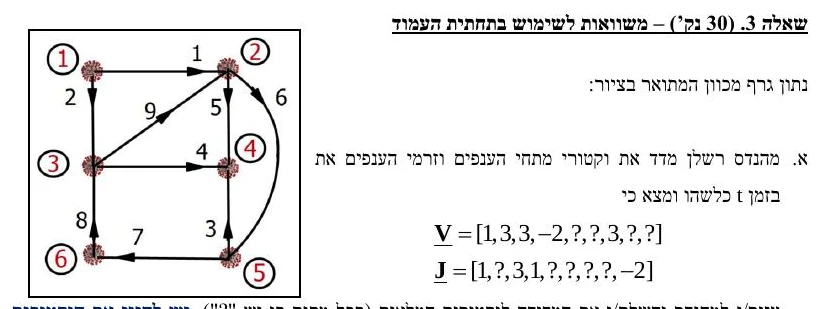 שאלה 3. (30 נק') – משוואות לשימוש בתחתית העמוד
נתון גרף מכוון המתואר בציור:
א. מהנדס רשלן מדד את וקטורי מתחי הענפים וזרמי הענפים את
בזמן t כלשהו ומצא כי
V = [1,3,3,−2,?,?,3,?,?]
J = [1,?,3,1,?,?,?,?,−2]
1 1 2
2 9 5 6
3 4 4
8 7 3
6 5